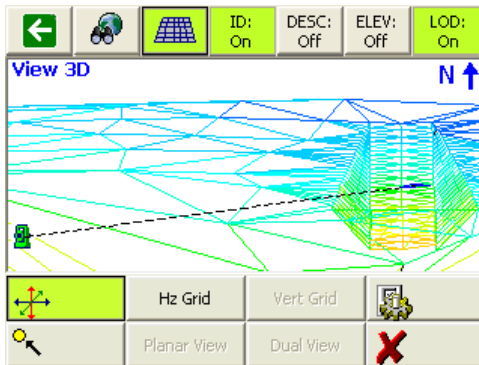 ID: On
DESC: Off
ELEV: Off
LOD: On
View 3D
N
Hz Grid
Vert Grid
Planar View
Dual View